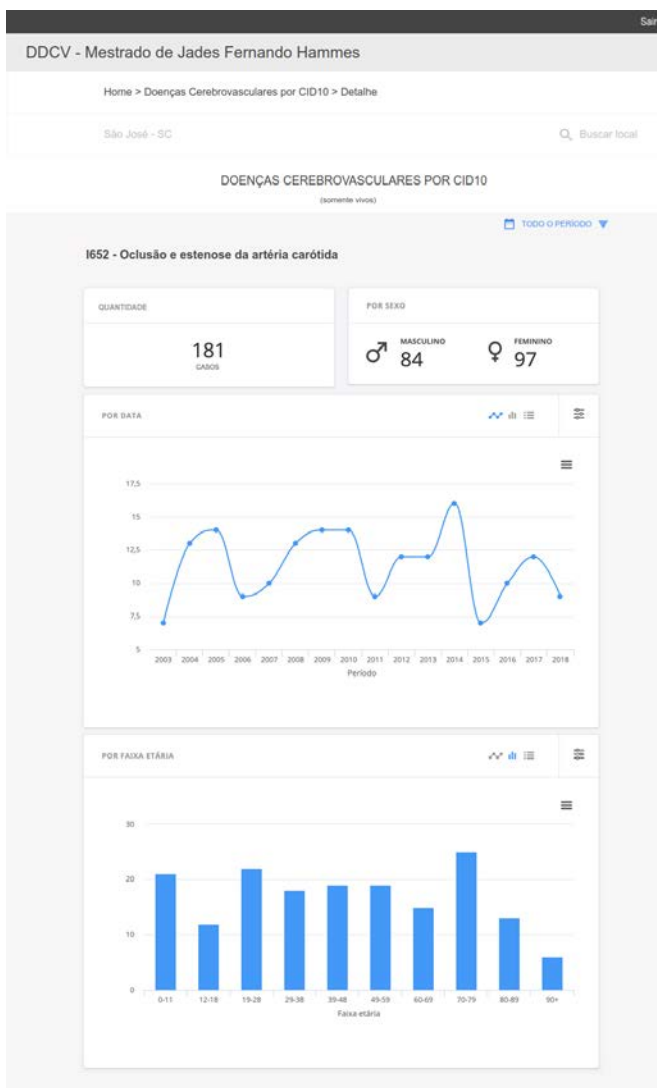 Sair
DDCV - Mestrado de Jades Fernando Hammes
Home > Doenças Cerebrovasculares por CID10 > Detalhe
São José - SC
Buscar local
DOENÇAS CEREBROVASCULARES POR CID10
(somente vivos)
TODO O PERÍODO
I652 - Oclusão e estenose da artéria carótida
QUANTIDADE
181
CASOS
POR SEXO
MASCULINO
84
FEMININO
97
POR DATA
17,5
15
12,5
10
7,5
5
2003 2004 2005 2006 2007 2008 2009 2010 2011 2012 2013 2014 2015 2016 2017 2018
Período
POR FAIXA ETÁRIA
30
20
10
0
0-11 12-18 19-28 29-38 39-48 49-59 60-69 70-79 80-89 90+
Faixa etária